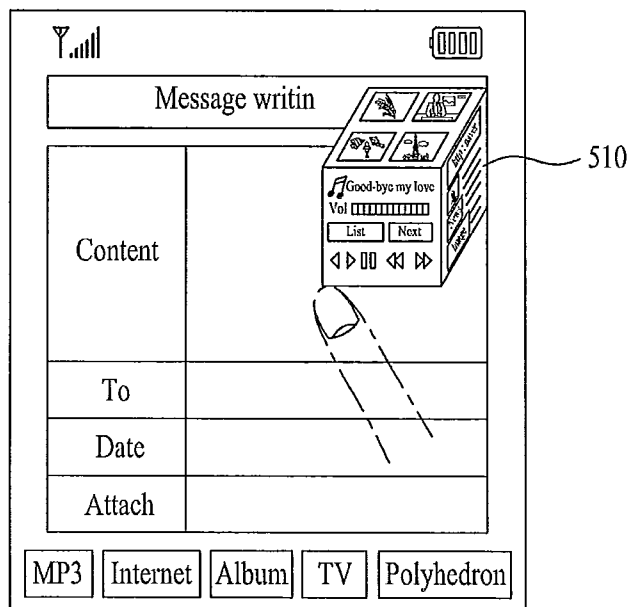 Message writin
Good-bye my love
Vol
List Next
510
Content
To
Date
Attach
MP3 Internet Album TV Polyhedron